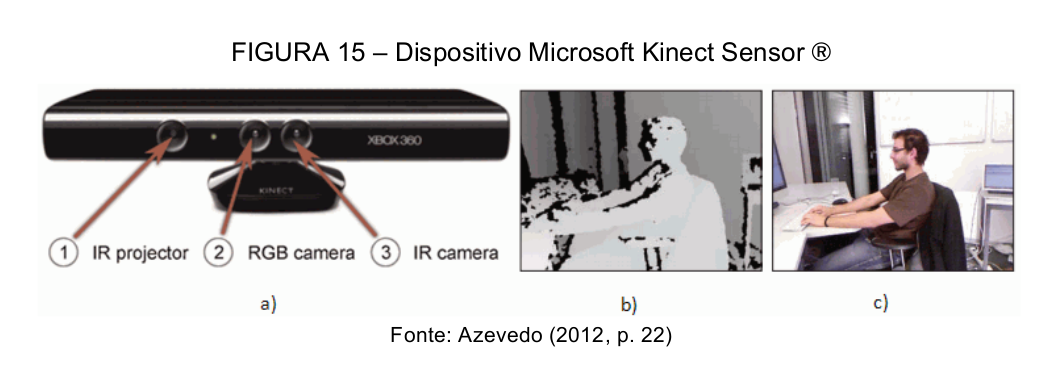 FIGURA 15 – Dispositivo Microsoft Kinect Sensor ®
XBOX360
KINECT
1 IR projector 2 RGB camera 3 IR camera
a) b) c)
Fonte: Azevedo (2012, p. 22)